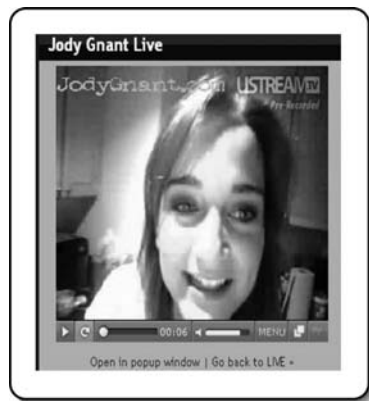 Jody Gnant Live
JodyGnant.com USTREAM TV
* Pre-Recorded
00:06 MENU
Open in popup window | Go back to LIVE »